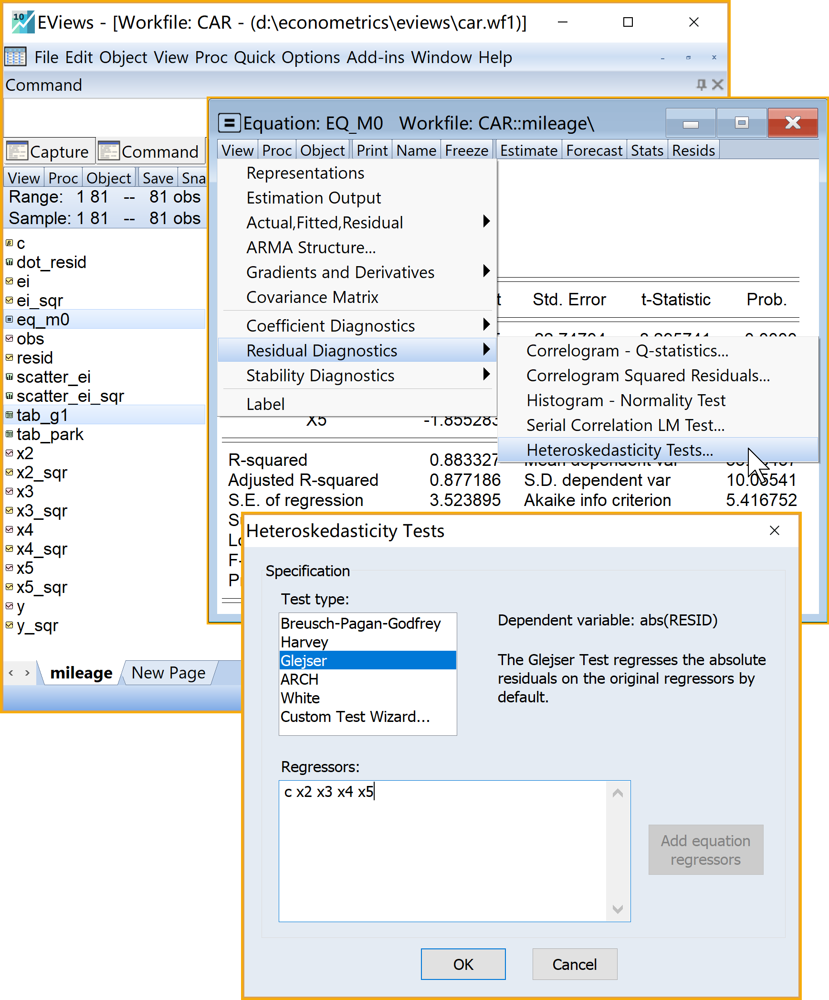 EViews - [Workfile: CAR - (d:\econometrics\eviews\car.wf1)]
File Edit Object View Proc Quick Options Add-ins Window Help
Command
Capture Command
View Proc Object Save Sna
Range: 1 81 -- 81 obs
Sample: 1 81 -- 81 obs
c
dot_resid
ei
ei_sqr
eq_m0
obs
resid
scatter_ei
scatter_ei_sqr
tab_g1
tab_park
x2
x2_sqr
x3
x3_sqr
x4
x4_sqr
x5
x5_sqr
y
y_sqr
mileage New Page
Equation: EQ_M0 Workfile: CAR::mileage\
View Proc Object Print Name Freeze Estimate Forecast Stats Resids
Representations
Estimation Output
Actual,Fitted,Residual
ARMA Structure...
Gradients and Derivatives
Covariance Matrix
Coefficient Diagnostics
Residual Diagnostics
Stability Diagnostics
Label
t Std. Error t-Statistic Prob.
Correlogram - Q-statistics...
Correlogram Squared Residuals...
Histogram - Normality Test
Serial Correlation LM Test...
Heteroskedasticity Tests...
X5 -1.855283
R-squared 0.883327 Mean dependent var
Adjusted R-squared 0.877186 S.D. dependent var 10.05541
S.E. of regression 3.523895 Akaike info criterion 5.416752
Heteroskedasticity Tests
Specification
Test type:
Breusch-Pagan-Godfrey
Harvey
Glejser
ARCH
White
Custom Test Wizard...
Dependent variable: abs(RESID)
The Glejser Test regresses the absolute
residuals on the original regressors by
default.
Regressors:
c x2 x3 x4 x5
Add equation
regressors
OK Cancel